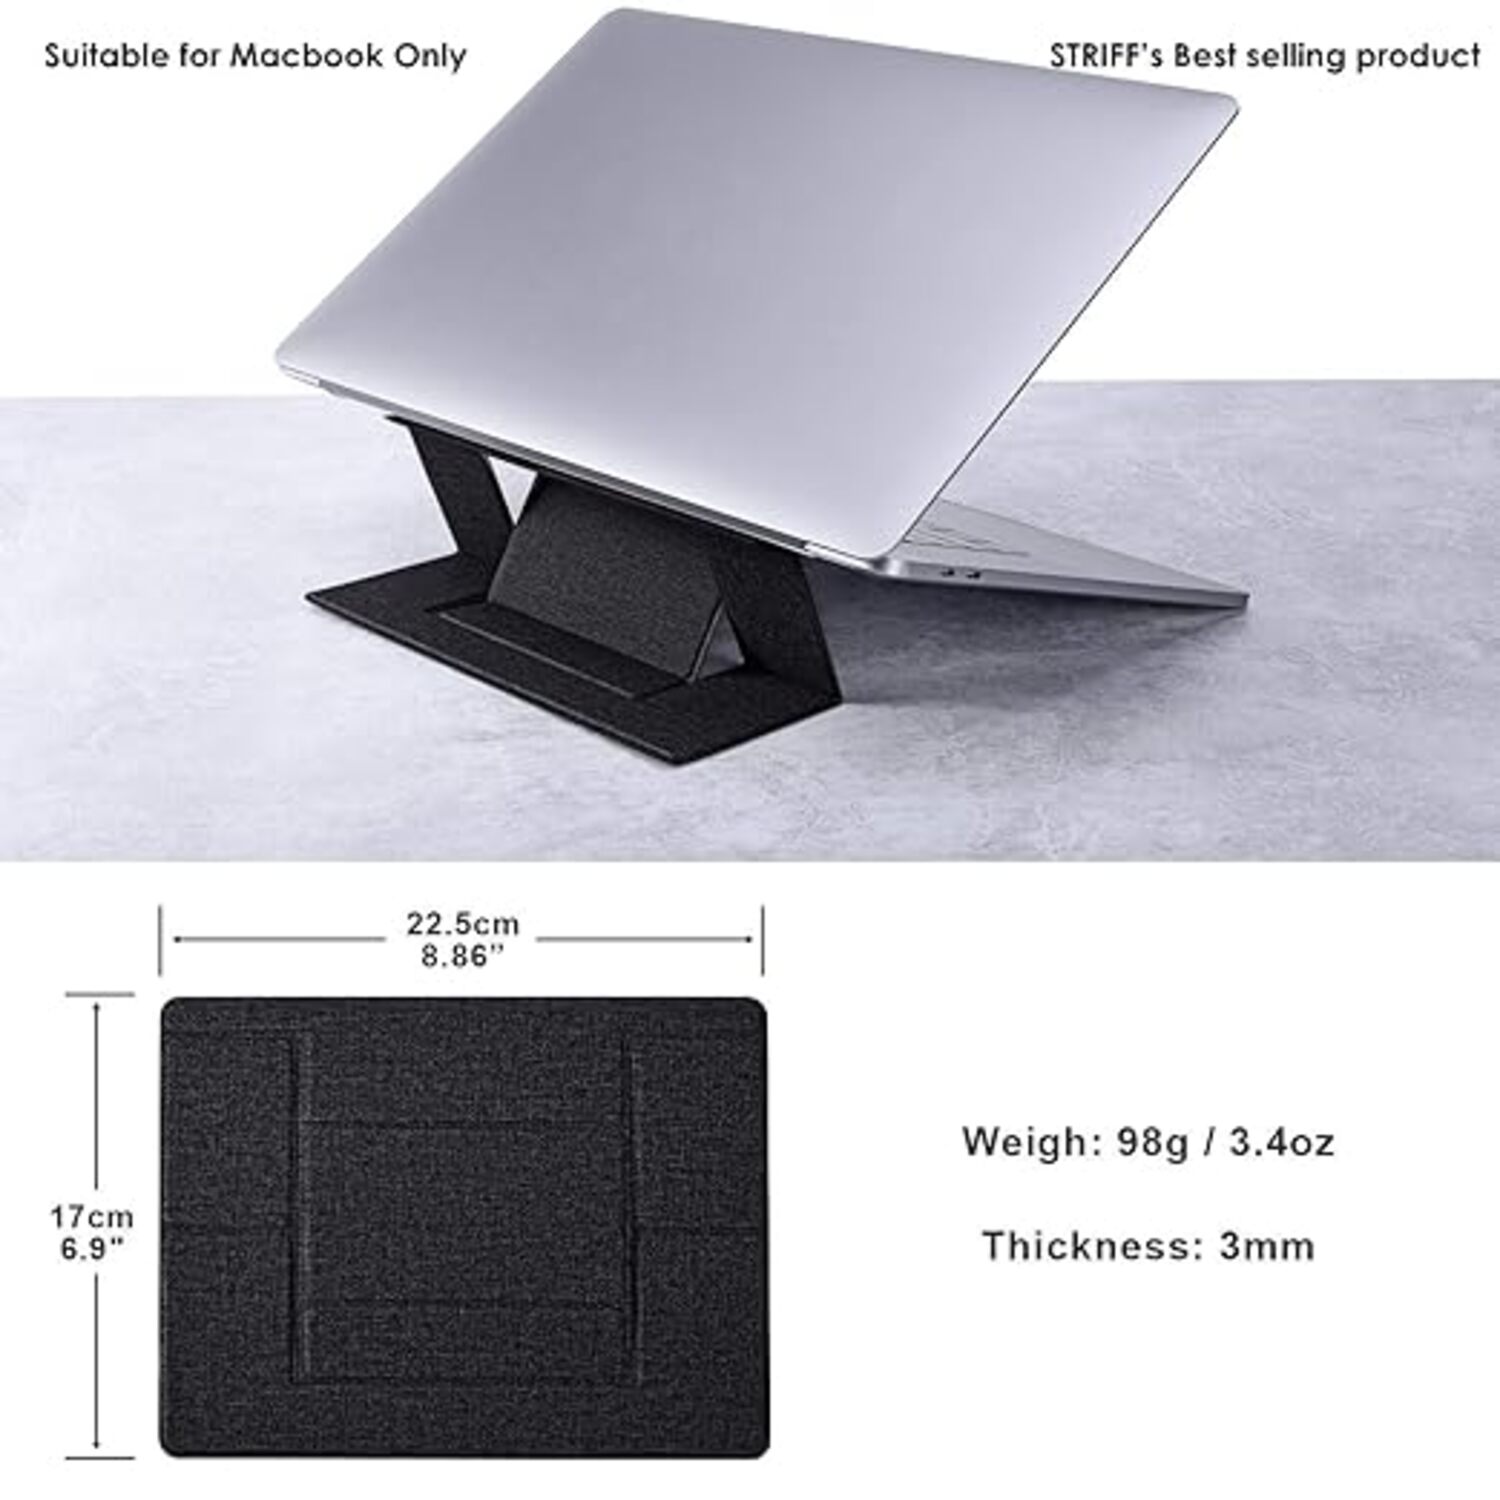 Suitable for Macbook Only
STRIFF's Best selling product
22.5cm
8.86”
17cm
6.9"
Weigh: 98g / 3.4oz
Thickness: 3mm